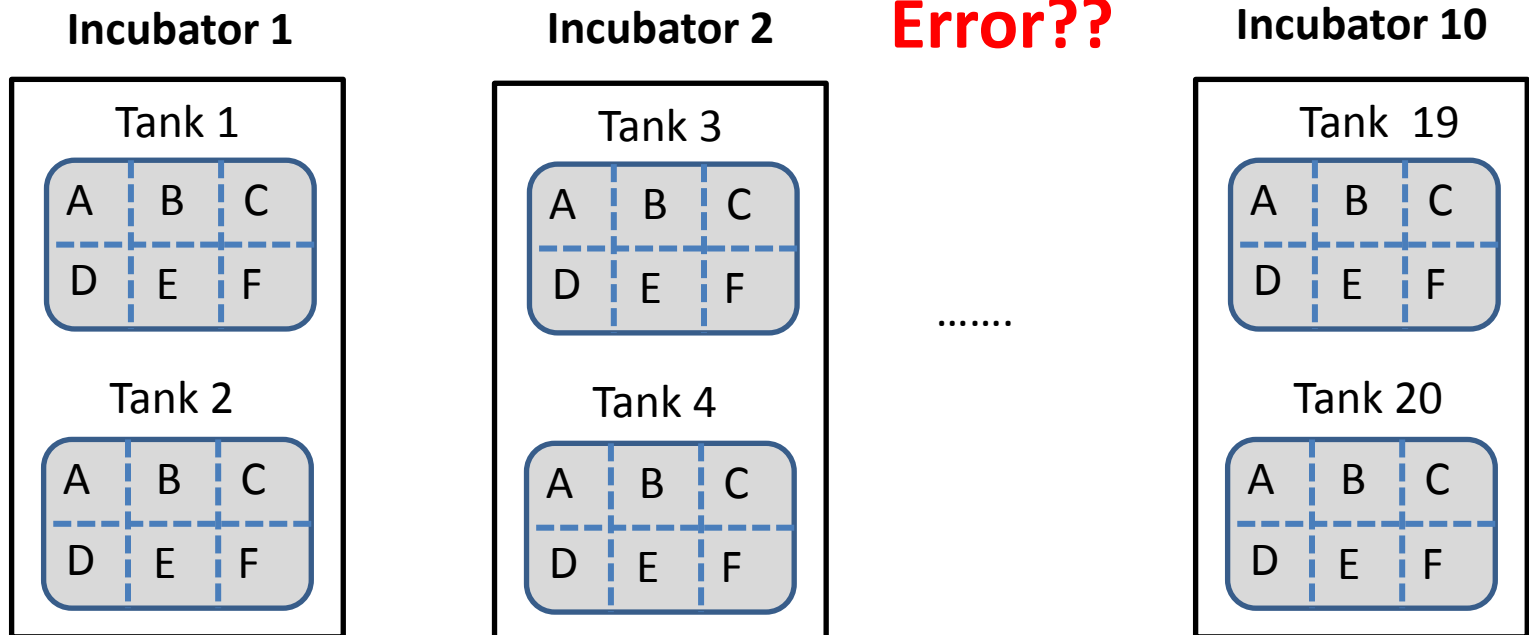 Error??
Incubator 1
Incubator 2
Incubator 10
Tank 1
A B C
D E F
Tank 2
A B C
D E F
Tank 3
A B C
D E F
Tank 4
A B C
D E F
.......
Tank 19
A B C
D E F
Tank 20
A B C
D E F